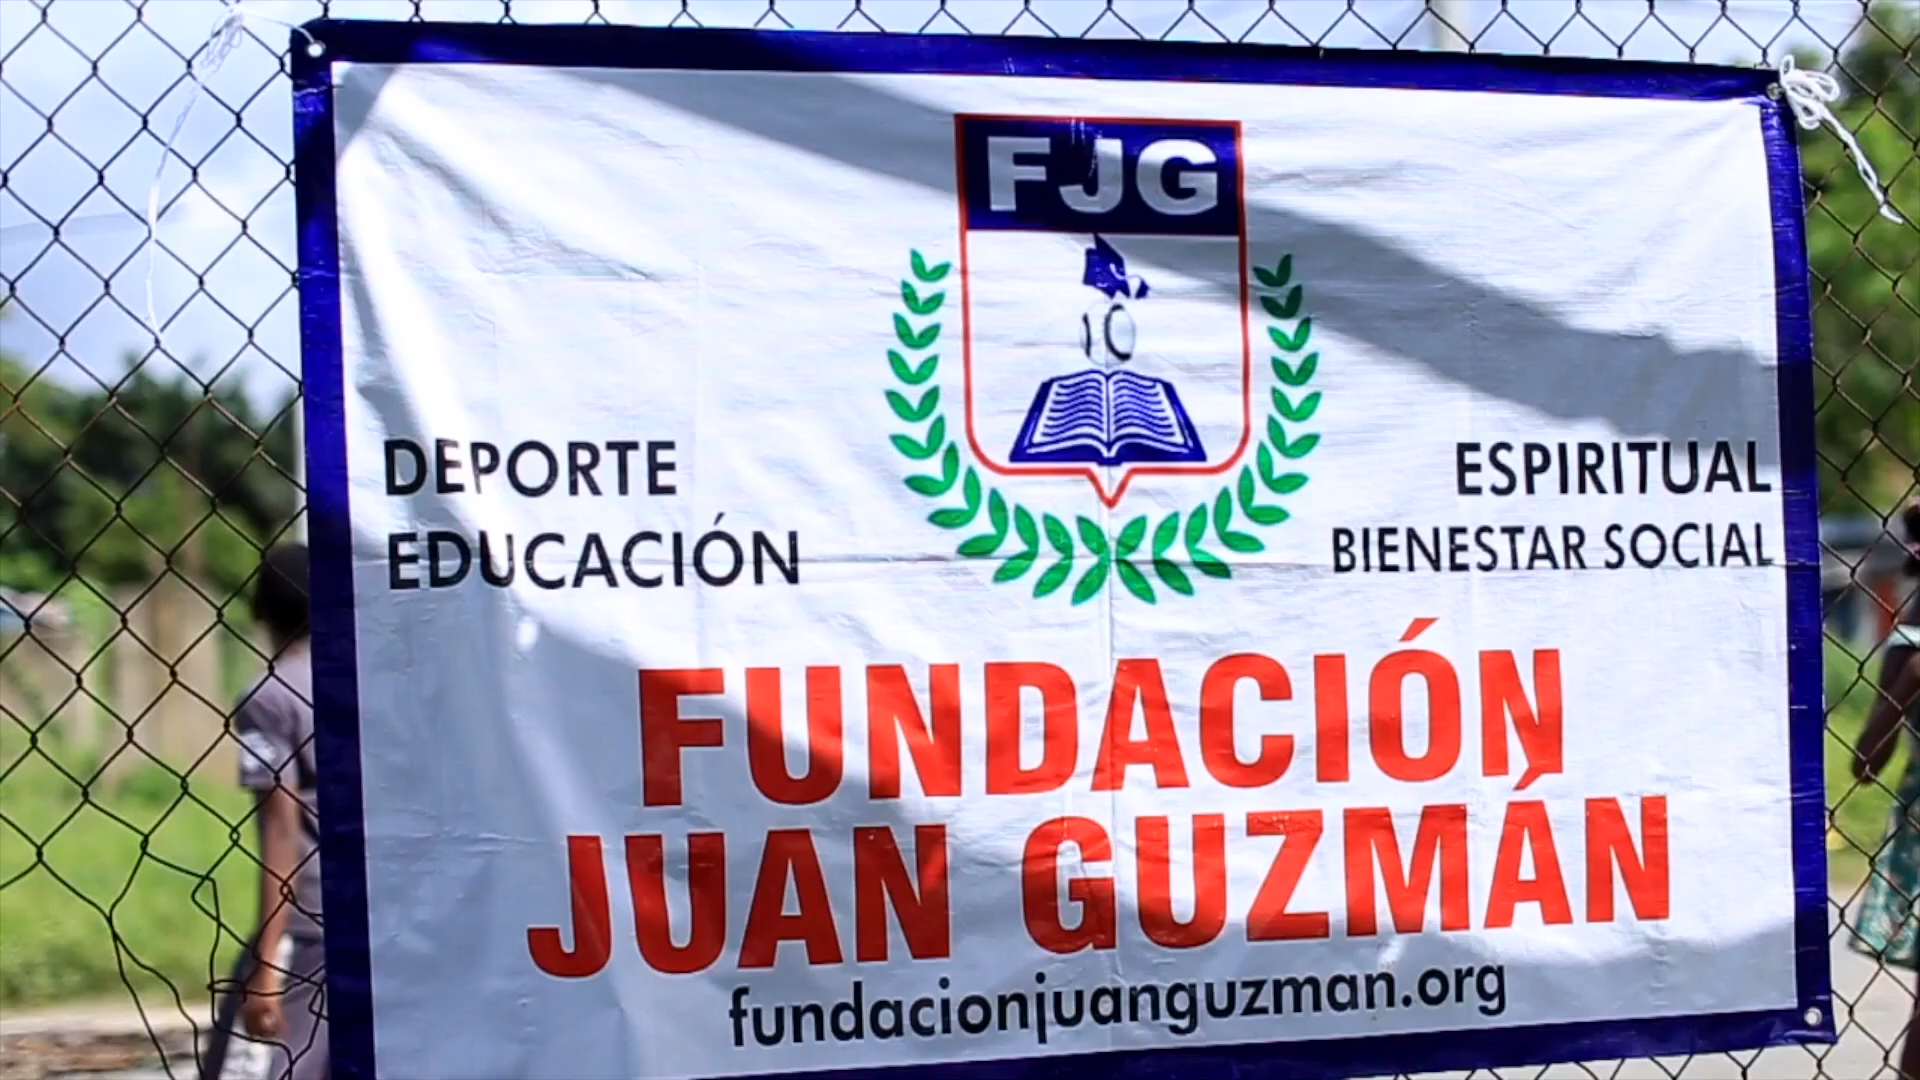 FJG
DEPORTE
EDUCACIÓN
ESPIRITUAL
BIENESTAR SOCIAL
FUNDACIÓN
JUAN GUZMÁN
fundacionjuanguzman.org